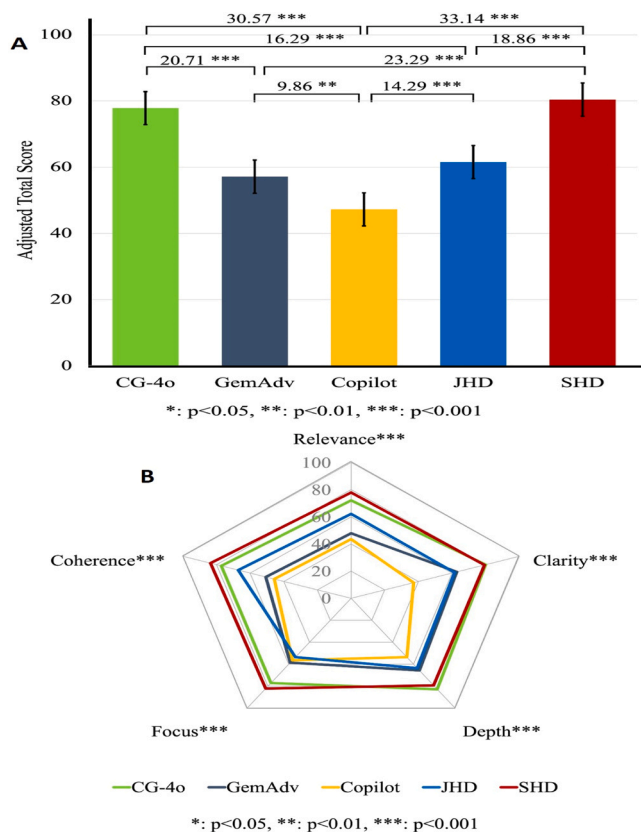 A
30.57 *** 33.14 ***
100
16.29 *** 18.86 ***
20.71 *** 23.29 ***
9.86 ** 14.29 ***
80
60
40
20
0
Adjusted Total Score
CG-4o GemAdv Copilot JHD SHD
*: p<0.05, **: p<0.01, ***: p<0.001
B
Relevance***
100
80
60
40
20
0
Coherence*** Clarity***
Focus*** Depth***
CG-4o GemAdv Copilot JHD SHD
*: p<0.05, **: p<0.01, ***: p<0.001